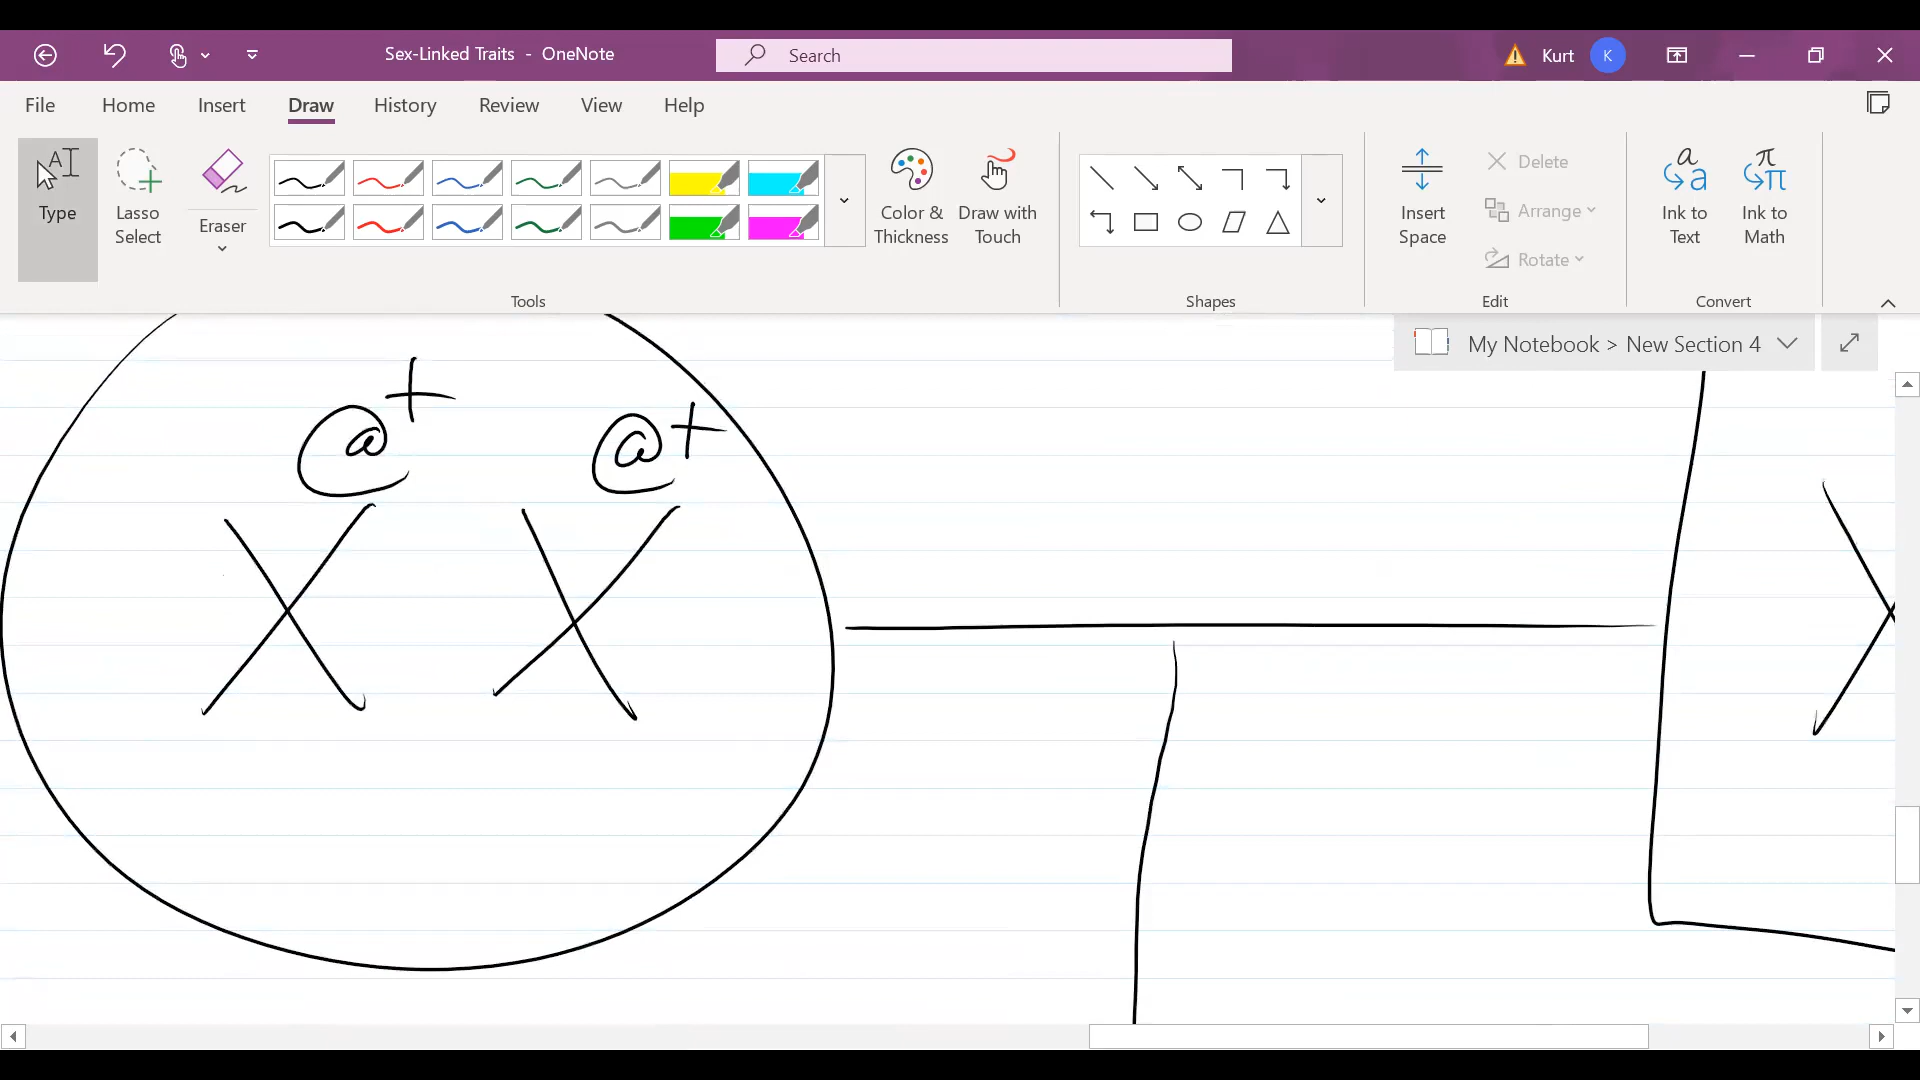 Sex-Linked Traits - OneNote
Search
Kurt K
File Home Insert Draw History Review View Help
Type
Lasso Select
Eraser
Color & Thickness
Draw with Touch
Insert Space
Delete
Arrange
Rotate
Ink to Text
Ink to Math
Tools
Shapes
Edit
Convert
My Notebook > New Section 4
@+ @+
X X X